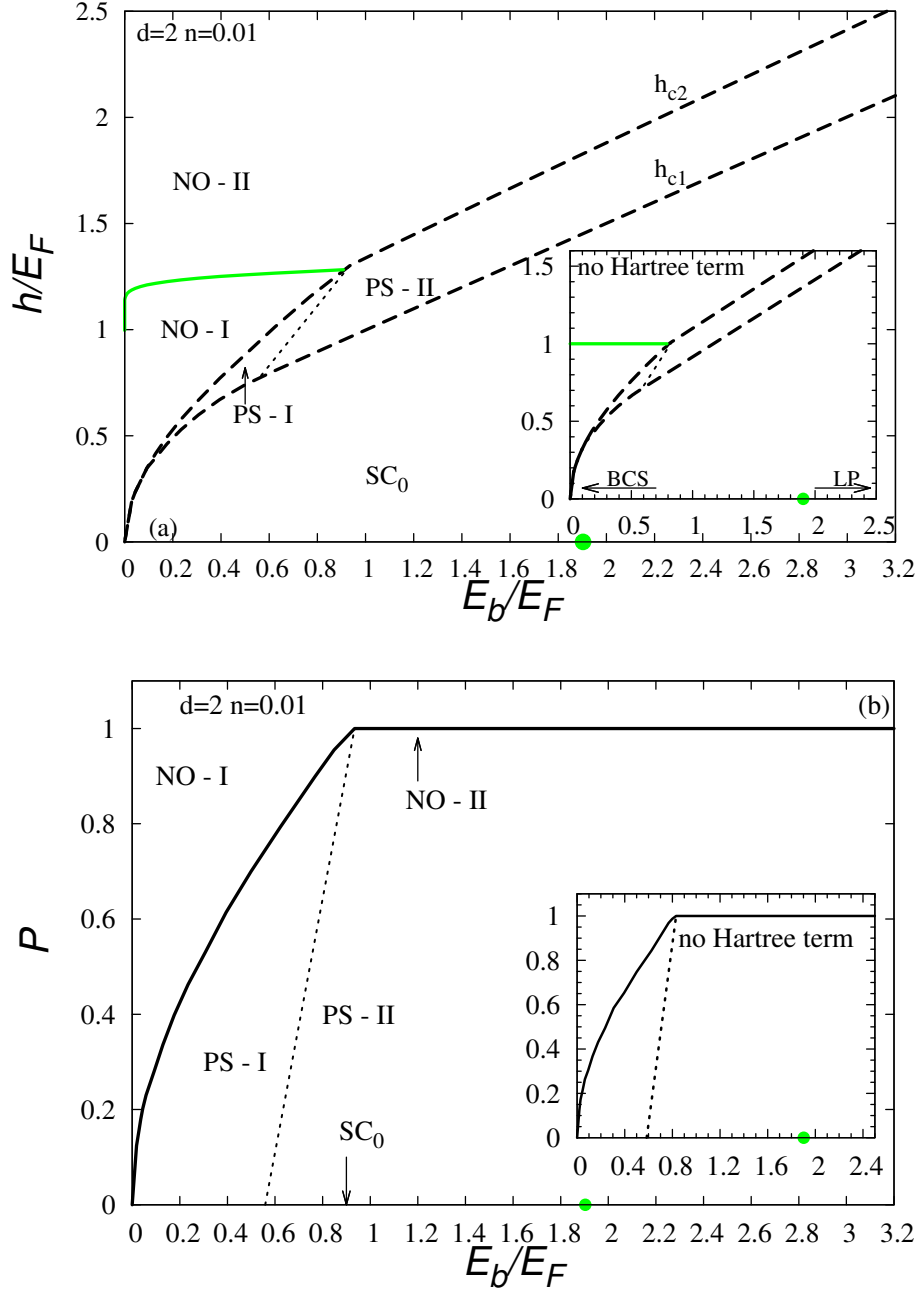 d=2 n=0.01
2.5
2
1.5
1
0.5
0
h/E_F
NO - II
NO - I
PS - I
PS - II
SC_0
h_c2
h_c1
(a)
no Hartree term
1.5
1
0.5
0
BCS
LP
0 0.5 1 1.5 2 2.5
0 0.2 0.4 0.6 0.8 1 1.2 1.4 1.6 1.8 2 2.2 2.4 2.6 2.8 3 3.2
E_b/E_F
d=2 n=0.01
(b)
1
0.8
0.6
0.4
0.2
0
P
NO - I
NO - II
PS - I
PS - II
SC_0
no Hartree term
1
0.8
0.6
0.4
0.2
0
0 0.4 0.8 1.2 1.6 2 2.4
0 0.2 0.4 0.6 0.8 1 1.2 1.4 1.6 1.8 2 2.2 2.4 2.6 2.8 3 3.2
E_b/E_F